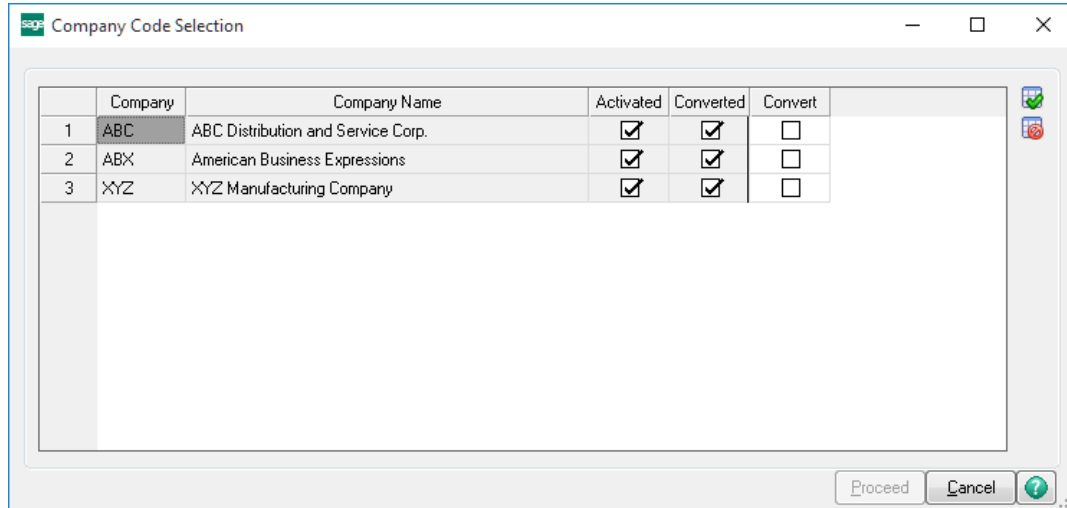 sage Company Code Selection
Company Company Name Activated Converted Convert
1 ABC ABC Distribution and Service Corp.
2 ABX American Business Expressions
3 XYZ XYZ Manufacturing Company
Proceed Cancel ?